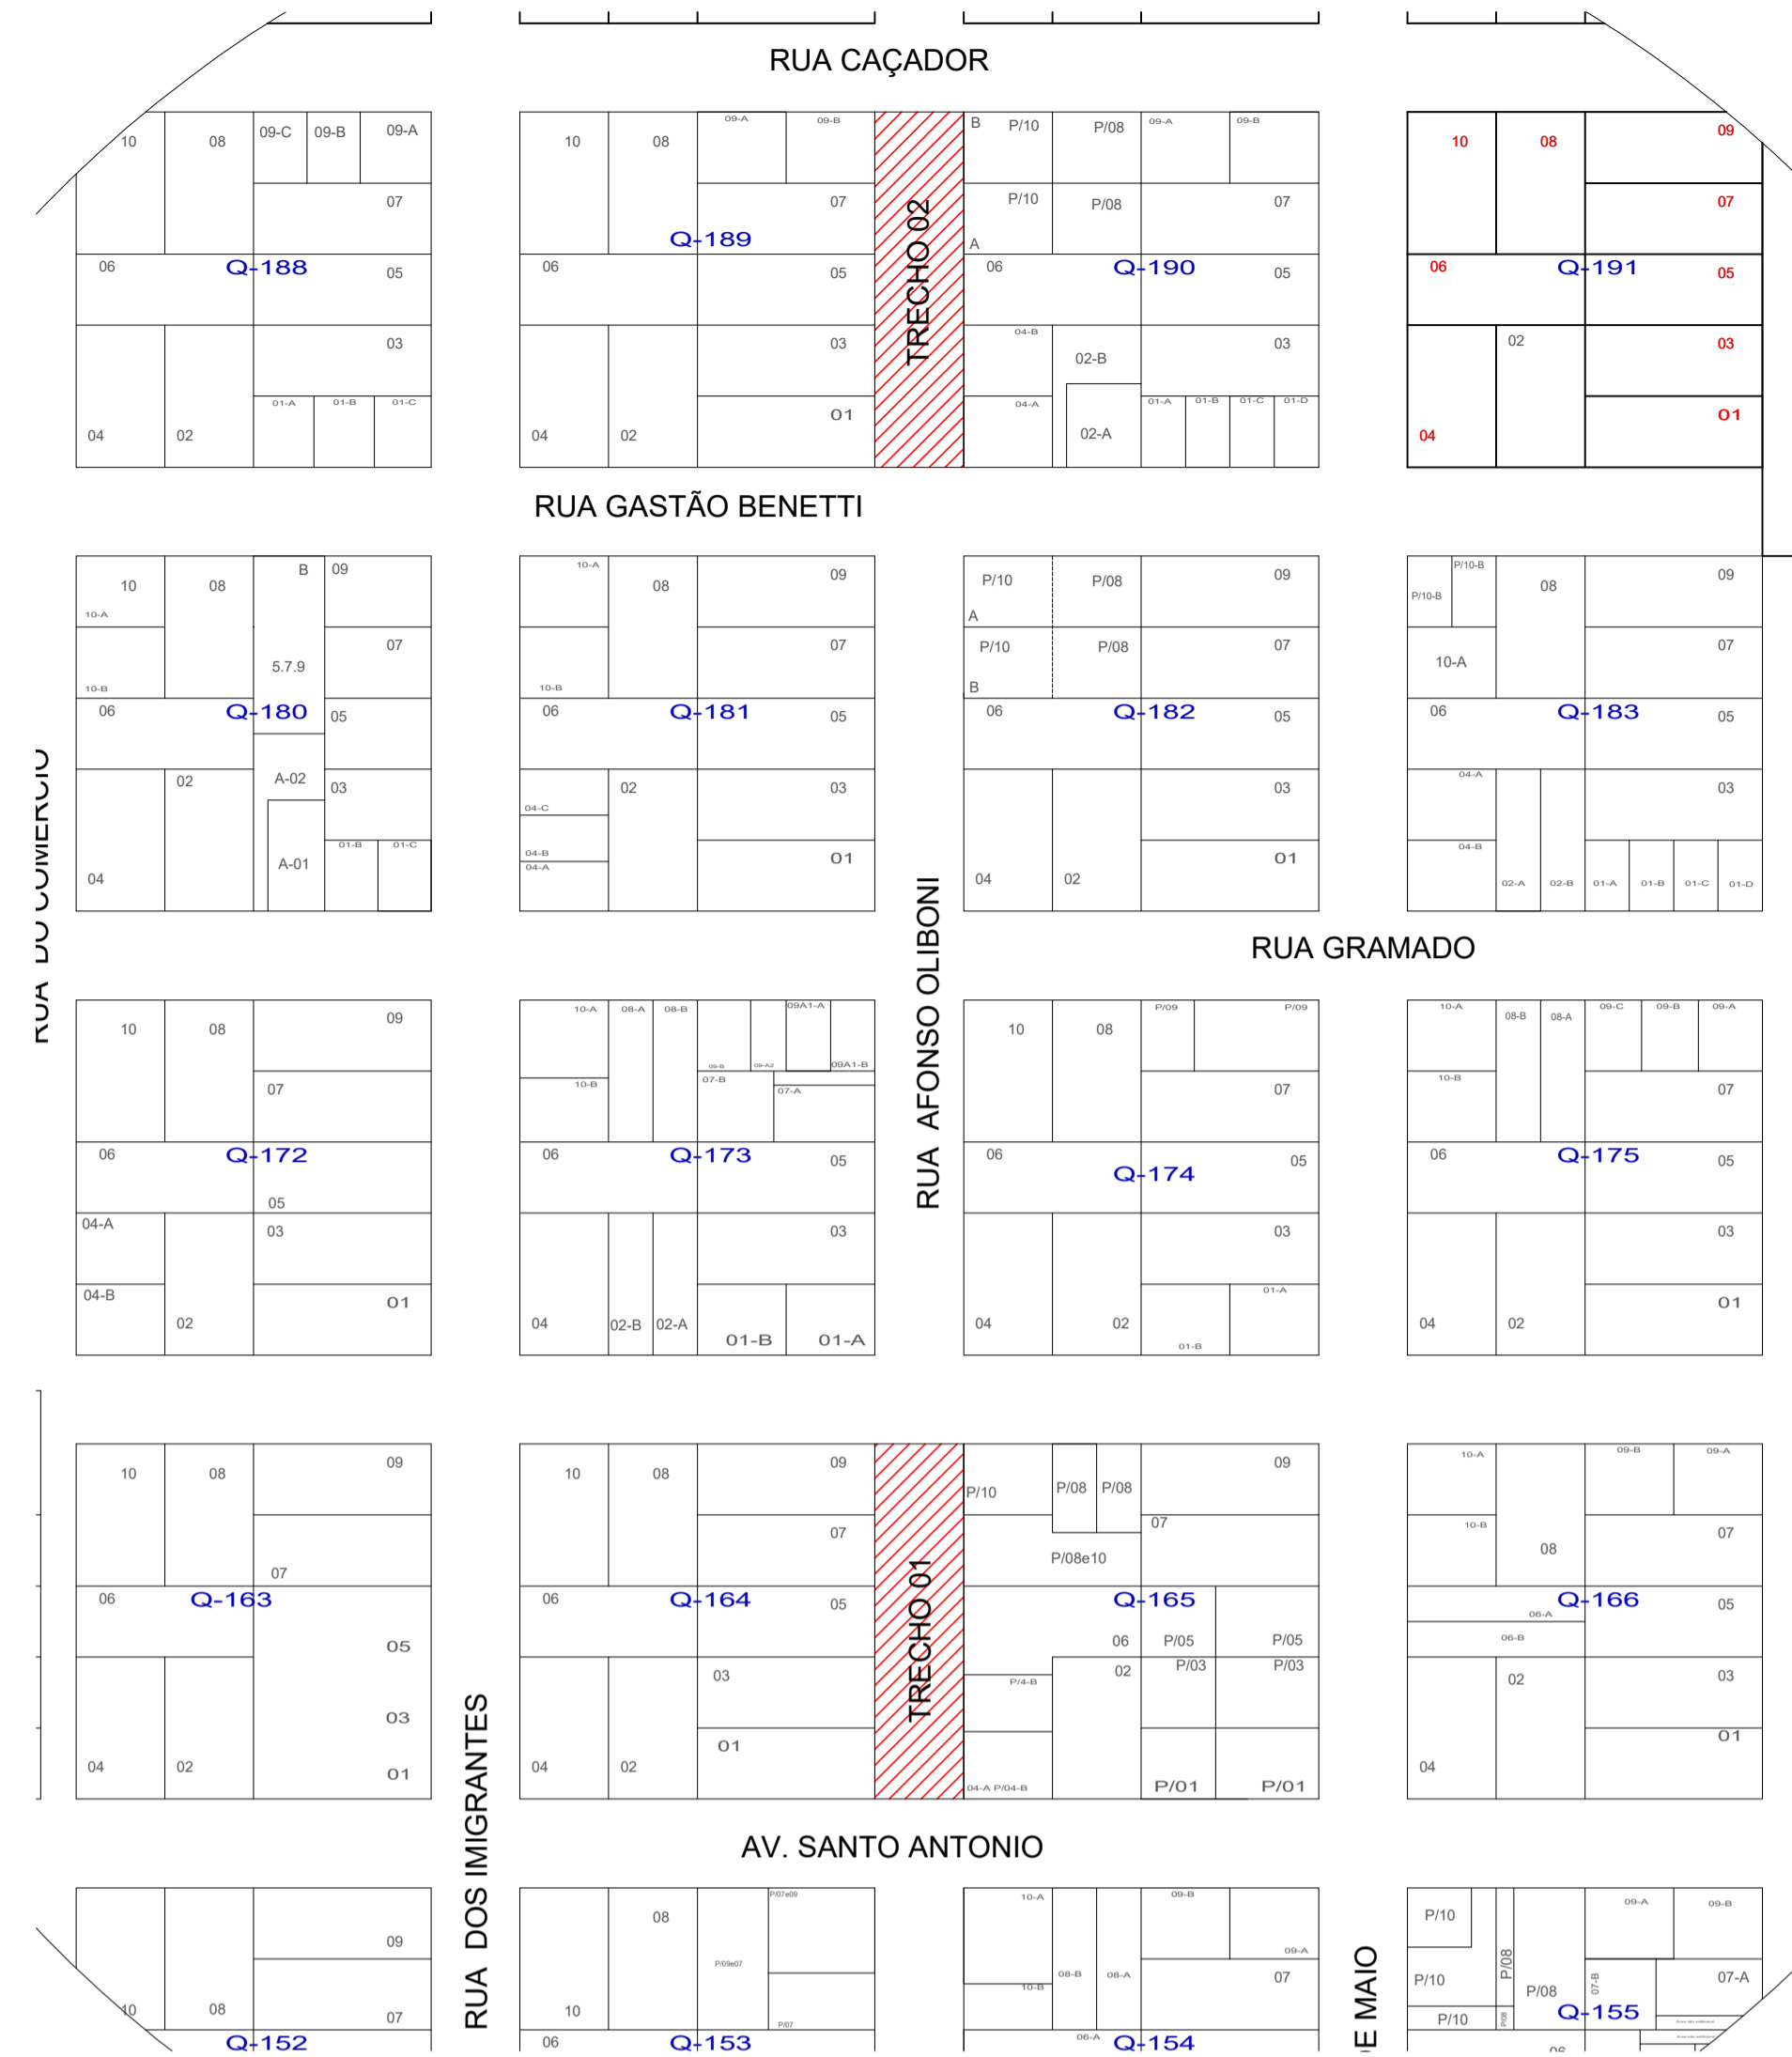 RUA CAÇADOR
10
08
09-C
09-B
09-A
07
06
Q-188
05
03
01-A
01-B
01-C
04
02
10
08
09-A
09-B
07
Q-189
06
05
03
01
04
02
TRECHO 02
B
P/10
P/08
09-A
09-B
P/10
P/08
07
A
06
Q-190
05
04-B
02-B
03
04-A
02-A
01-A
01-B
01-C
01-D
10
08
09
07
06
Q-191
05
02
03
01
04
RUA GASTÃO BENETTI
10
08
B
09
10-A
5.7.9
07
10-B
06
Q-180
05
02
A-02
03
A-01
01-B
01-C
04
10-A
08
09
07
10-B
06
Q-181
05
02
03
04-C
04-B
04-A
01
P/10
P/08
09
A
P/10
P/08
07
B
06
Q-182
05
03
01
04
02
P/10-B
P/10-B
08
09
10-A
07
06
Q-183
05
04-A
03
04-B
02-A
02-B
01-A
01-B
01-C
01-D
RUA DO COMERCIO
RUA AFONSO OLIBONI
RUA GRAMADO
10
08
09
07
06
Q-172
05
04-A
03
04-B
02
01
10-A
08-A
08-B
09A1-A
09-B
09-A2
09A1-B
10-B
07-B
07-A
06
Q-173
05
03
04
02-B
02-A
01-B
01-A
10
08
P/09
P/09
07
06
Q-174
05
03
01-A
04
02
01-B
10-A
08-B
08-A
09-C
09-B
09-A
10-B
07
06
Q-175
05
03
01
04
02
10
08
09
07
06
Q-163
05
03
04
02
01
10
08
09
07
06
Q-164
05
03
01
04
02
TRECHO 01
P/10
P/08
P/08
09
07
P/08e10
Q-165
06
P/05
P/05
02
P/03
P/03
P/4-B
04-A P/04-B
P/01
P/01
10-A
09-B
09-A
10-B
08
07
Q-166
05
06-A
06-B
02
03
01
04
RUA DOS IMIGRANTES
AV. SANTO ANTONIO
09
10
08
07
Q-152
08
P/07e09
P/09e07
10
P/07
06
Q-153
10-A
09-B
08-B
08-A
09-A
10-B
07
06-A
Q-154
DE MAIO
P/10
09-A
09-B
P/08
P/10
P/08
07-B
07-A
P/10
P/08
Q-155
06